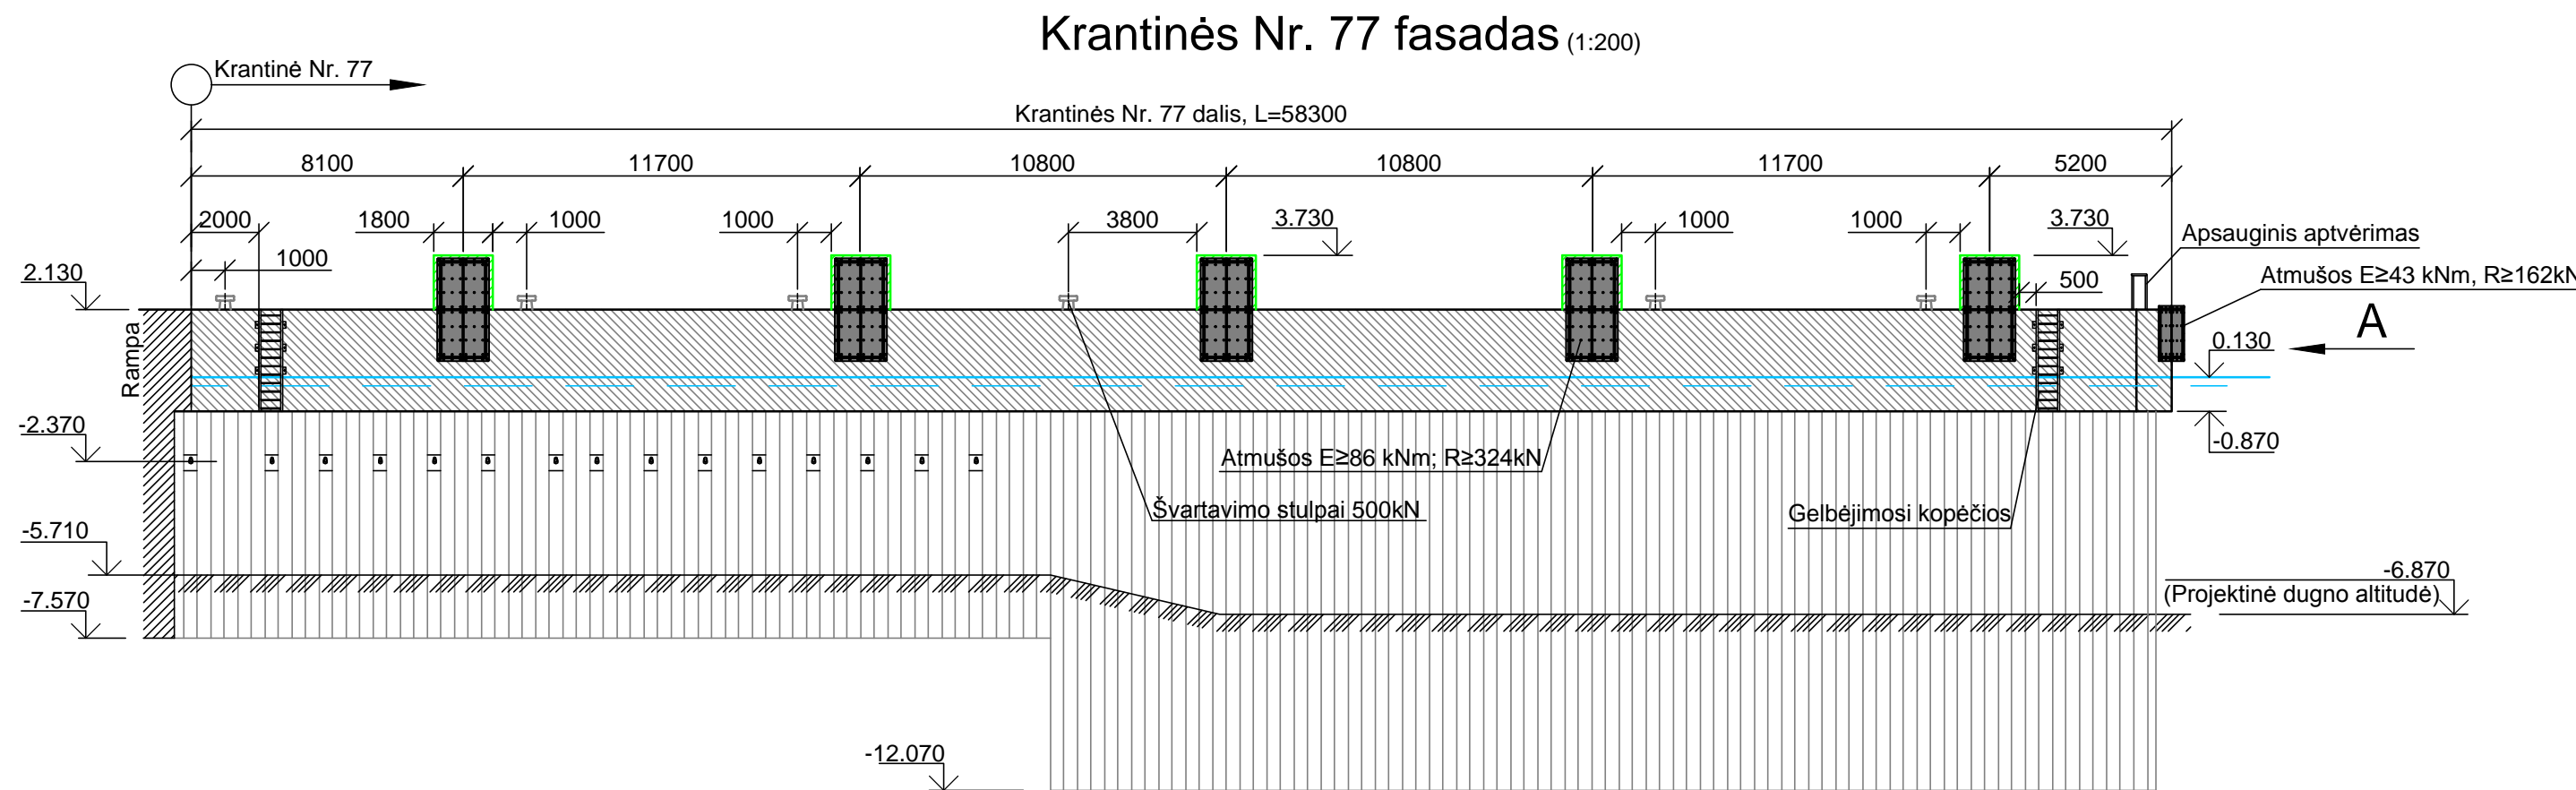 Krantinės Nr. 77 fasadas (1:200)
Krantinė Nr. 77
Krantinės Nr. 77 dalis, L=58300
8100 11700 10800 10800 11700 5200
2000 1800 1000 1000 3800 3.730 1000 1000 3.730
Apsauginis aptvėrimas
1000
2.130
500
Atmušos E≥43 kNm, R≥162kN
A
Rampa
0.130
-2.370
-0.870
Atmušos E≥86 kNm; R≥324kN
Švartavimo stulpai 500kN
Gelbėjimosi kopėčios
-5.710
-6.870
(Projektinė dugno altitudė)
-7.570
-12.070